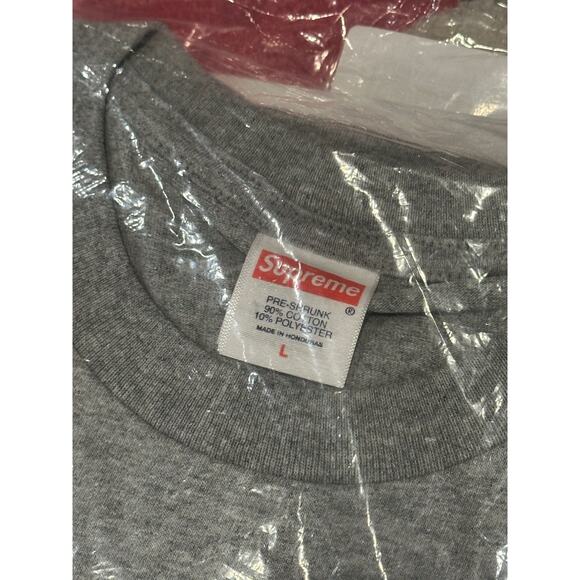 Supreme
®
PRE-SHRUNK
90% COTTON
10% POLYESTER
MADE IN HONDURAS
L